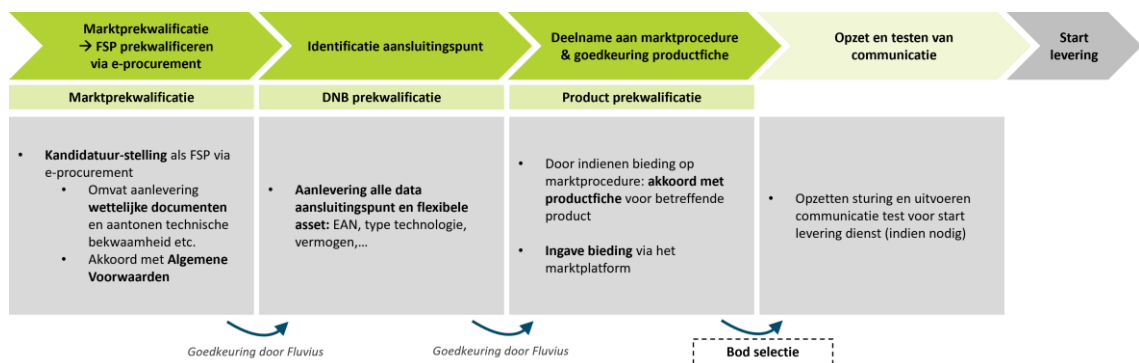 Marktprekwalificatie
→ FSP prekwalificeren
via e-procurement
Identificatie aansluitingspunt
Deelname aan marktprocedure
& goedkeuring productfiche
Opzet en testen van
communicatie
Start
levering
Marktprekwalificatie
DNB prekwalificatie
Product prekwalificatie
• Kandidatuur-stelling als FSP via
e-procurement
• Omvat aanlevering
wettelijke documenten
en aantonen technische
bekwaamheid etc.
• Akkoord met Algemene
Voorwaarden
• Aanlevering alle data
aansluitingspunt en flexibele
asset: EAN, type technologie,
vermogen,...
• Door indienen bieding op
marktprocedure: akkoord met
productfiche voor betreffende
product
• Ingave bieding via het
marktplatform
• Opzetten sturing en uitvoeren
communicatie test voor start
levering dienst (indien nodig)
Goedkeuring door Fluvius
Goedkeuring door Fluvius
Bod selectie